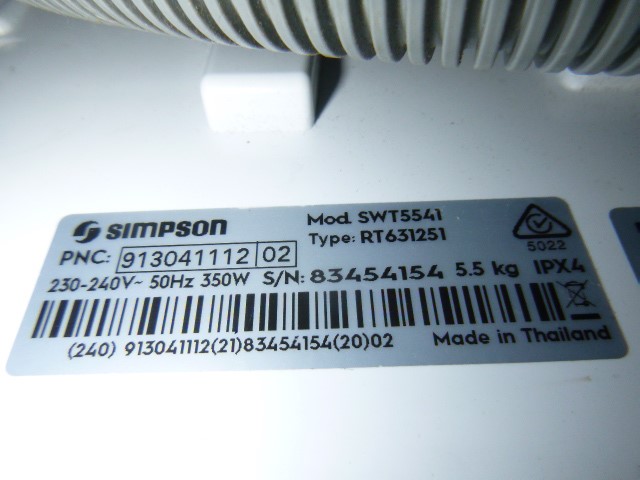 SIMPSON
Mod. SWT5541
PNC: 913041112 02
Type: RT631251
5022
230-240V~ 50Hz 350W S/N: 83454154 5.5 kg IPX4
(240) 913041112(21)83454154(20)02
Made in Thailand